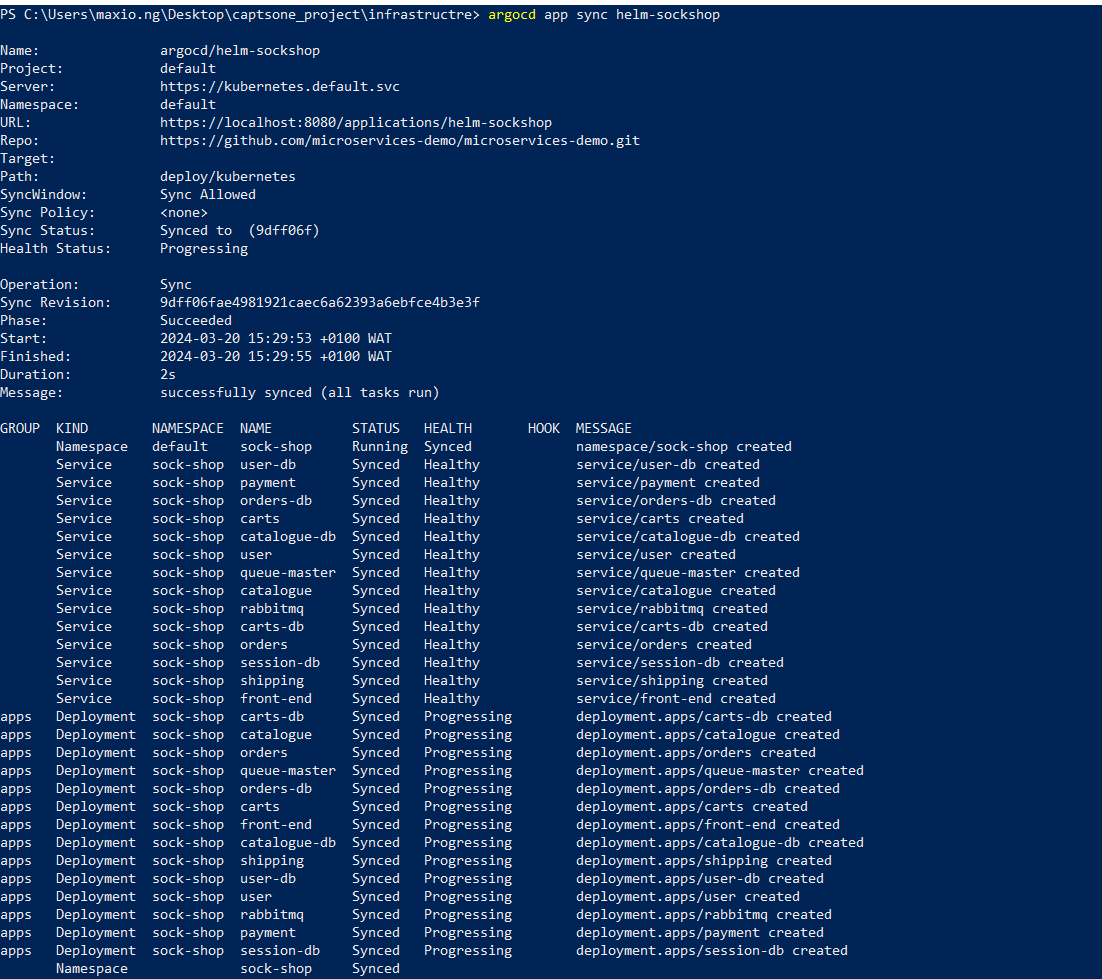 PS C:\Users\maxio.ng\Desktop\captsone_project\infrastructre> argocd app sync helm-sockshop
Name: argocd/helm-sockshop
Project: default
Server: https://kubernetes.default.svc
Namespace: default
URL: https://localhost:8080/applications/helm-sockshop
Repo: https://github.com/microservices-demo/microservices-demo.git
Target:
Path: deploy/kubernetes
SyncWindow: Sync Allowed
Sync Policy: <none>
Sync Status: Synced to  (9dff06f)
Health Status: Progressing
Operation: Sync
Sync Revision: 9dff06fae4981921caec6a62393a6ebfce4b3e3f
Phase: Succeeded
Start: 2024-03-20 15:29:53 +0100 WAT
Finished: 2024-03-20 15:29:55 +0100 WAT
Duration: 2s
Message: successfully synced (all tasks run)
GROUP KIND NAMESPACE NAME STATUS HEALTH HOOK MESSAGE
Namespace default sock-shop Running Synced namespace/sock-shop created
Service sock-shop user-db Synced Healthy service/user-db created
Service sock-shop payment Synced Healthy service/payment created
Service sock-shop orders-db Synced Healthy service/orders-db created
Service sock-shop carts Synced Healthy service/carts created
Service sock-shop catalogue-db Synced Healthy service/catalogue-db created
Service sock-shop user Synced Healthy service/user created
Service sock-shop queue-master Synced Healthy service/queue-master created
Service sock-shop catalogue Synced Healthy service/catalogue created
Service sock-shop rabbitmq Synced Healthy service/rabbitmq created
Service sock-shop carts-db Synced Healthy service/carts-db created
Service sock-shop orders Synced Healthy service/orders created
Service sock-shop session-db Synced Healthy service/session-db created
Service sock-shop shipping Synced Healthy service/shipping created
Service sock-shop front-end Synced Healthy service/front-end created
apps Deployment sock-shop carts-db Synced Progressing deployment.apps/carts-db created
apps Deployment sock-shop catalogue Synced Progressing deployment.apps/catalogue created
apps Deployment sock-shop orders Synced Progressing deployment.apps/orders created
apps Deployment sock-shop queue-master Synced Progressing deployment.apps/queue-master created
apps Deployment sock-shop orders-db Synced Progressing deployment.apps/orders-db created
apps Deployment sock-shop carts Synced Progressing deployment.apps/carts created
apps Deployment sock-shop front-end Synced Progressing deployment.apps/front-end created
apps Deployment sock-shop catalogue-db Synced Progressing deployment.apps/catalogue-db created
apps Deployment sock-shop shipping Synced Progressing deployment.apps/shipping created
apps Deployment sock-shop user-db Synced Progressing deployment.apps/user-db created
apps Deployment sock-shop user Synced Progressing deployment.apps/user created
apps Deployment sock-shop rabbitmq Synced Progressing deployment.apps/rabbitmq created
apps Deployment sock-shop payment Synced Progressing deployment.apps/payment created
apps Deployment sock-shop session-db Synced Progressing deployment.apps/session-db created
Namespace sock-shop Synced